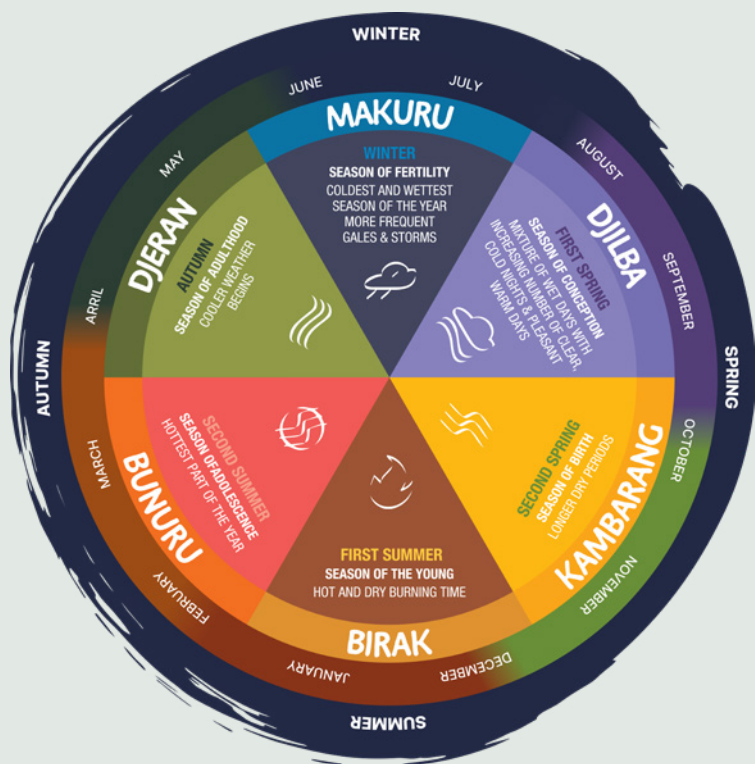 WINTER
JUNE
JULY
MAKURU
WINTER
SEASON OF FERTILITY
COLDEST AND WETTEST
SEASON OF THE YEAR
MORE FREQUENT
GALES & STORMS
AUGUST
SEPTEMBER
DJILBA
FIRST SPRING
SEASON OF CONCEPTION
MIXTURE OF WET DAYS WITH
INCREASING NUMBER OF CLEAR,
COLD NIGHTS & PLEASANT
WARM DAYS
SPRING
OCTOBER
NOVEMBER
KAMBARANG
SECOND SPRING
SEASON OF BIRTH
LONGER DRY PERIODS
DECEMBER
JANUARY
SUMMER
FIRST SUMMER
SEASON OF THE YOUNG
HOT AND DRY BURNING TIME
BIRAK
FEBRUARY
MARCH
BUNURU
SECOND SUMMER
SEASON OFADOLESCENCE
HOTTEST PART OF THE YEAR
AUTUMN
ARRIL
MAY
DJERAN
AUTUMN
SEASON OF ADULTHOOD
COOLER WEATHER
BEGINS